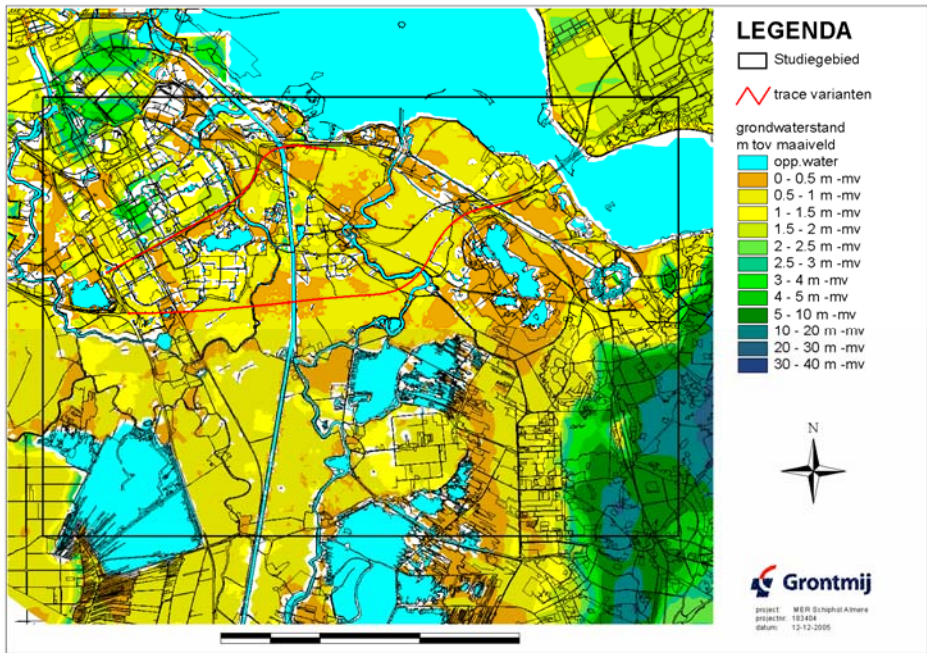 LEGENDA
Studiegebied
trace varianten
grondwaterstand
m tov maaiveld
opp.water
0 - 0.5 m -mv
0.5 - 1 m -mv
1 - 1.5 m -mv
1.5 - 2 m -mv
2 - 2.5 m -mv
2.5 - 3 m -mv
3 - 4 m -mv
4 - 5 m -mv
5 - 10 m -mv
10 - 20 m -mv
20 - 30 m -mv
30 - 40 m -mv
N
Grontmij
project: MER Schiphol Almere
projectnr: 183404
datum: 12-12-2005